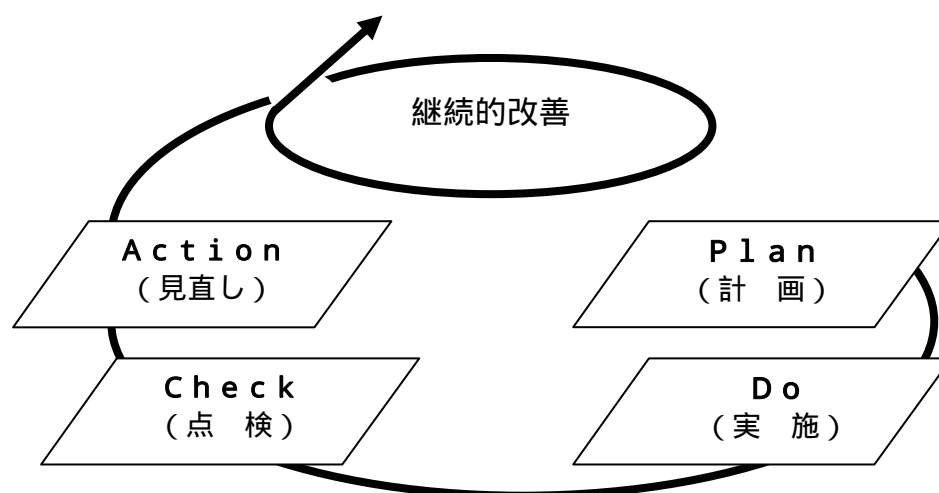 継続的改善
Ａｃｔｉｏｎ
（見直し）
Ｐｌａｎ
（計　画）
Ｃｈｅｃｋ
（点　検）
Ｄｏ
（実　施）